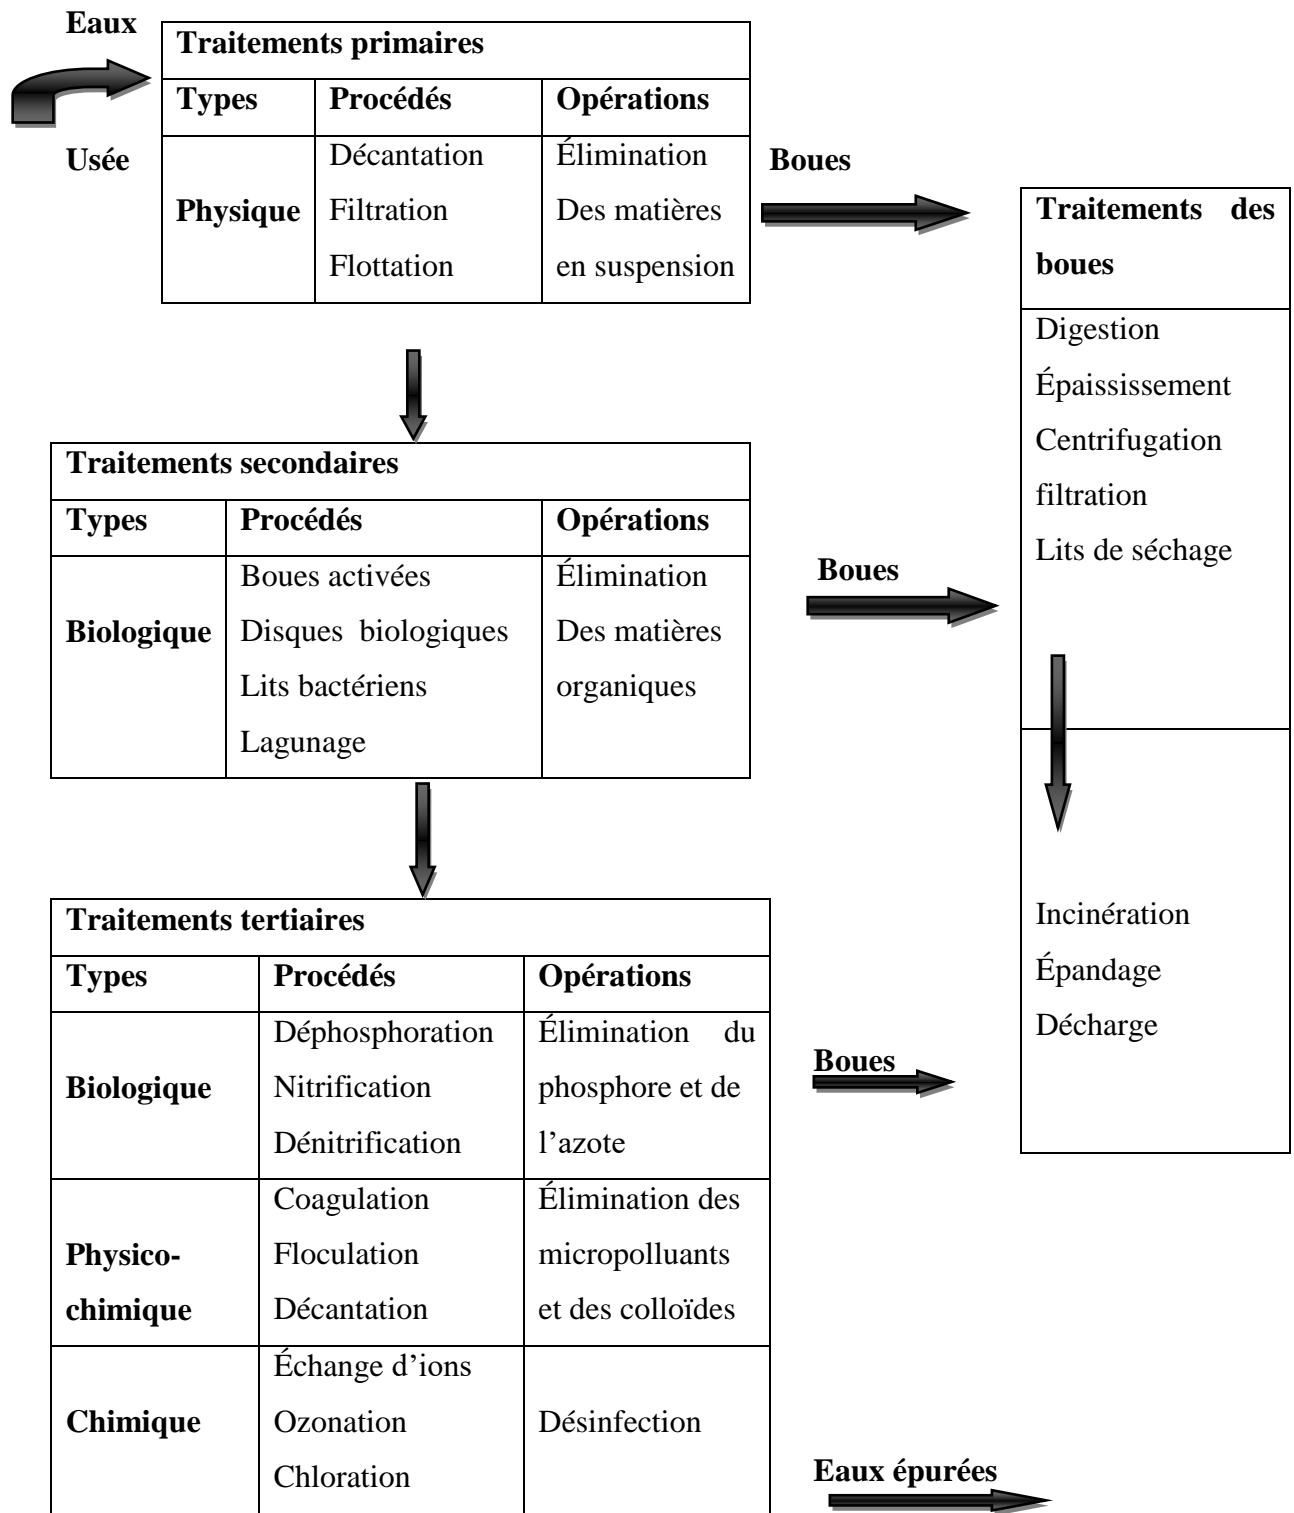 Eaux
Usée
Traitements primaires
Types Procédés Opérations
Physique
Décantation
Filtration
Flottation
Élimination
Des matières
en suspension
Boues
Traitements des
boues
Digestion
Épaississement
Centrifugation
filtration
Lits de séchage
Incinération
Épandage
Décharge
Traitements secondaires
Types Procédés Opérations
Biologique
Boues activées
Disques biologiques
Lits bactériens
Lagunage
Élimination
Des matières
organiques
Boues
Traitements tertiaires
Types Procédés Opérations
Biologique
Déphosphoration
Nitrification
Dénitrification
Élimination du
phosphore et de
l’azote
Boues
Physico-
chimique
Coagulation
Floculation
Décantation
Élimination des
micropolluants
et des colloïdes
Chimique
Échange d’ions
Ozonation
Chloration
Désinfection
Eaux épurées